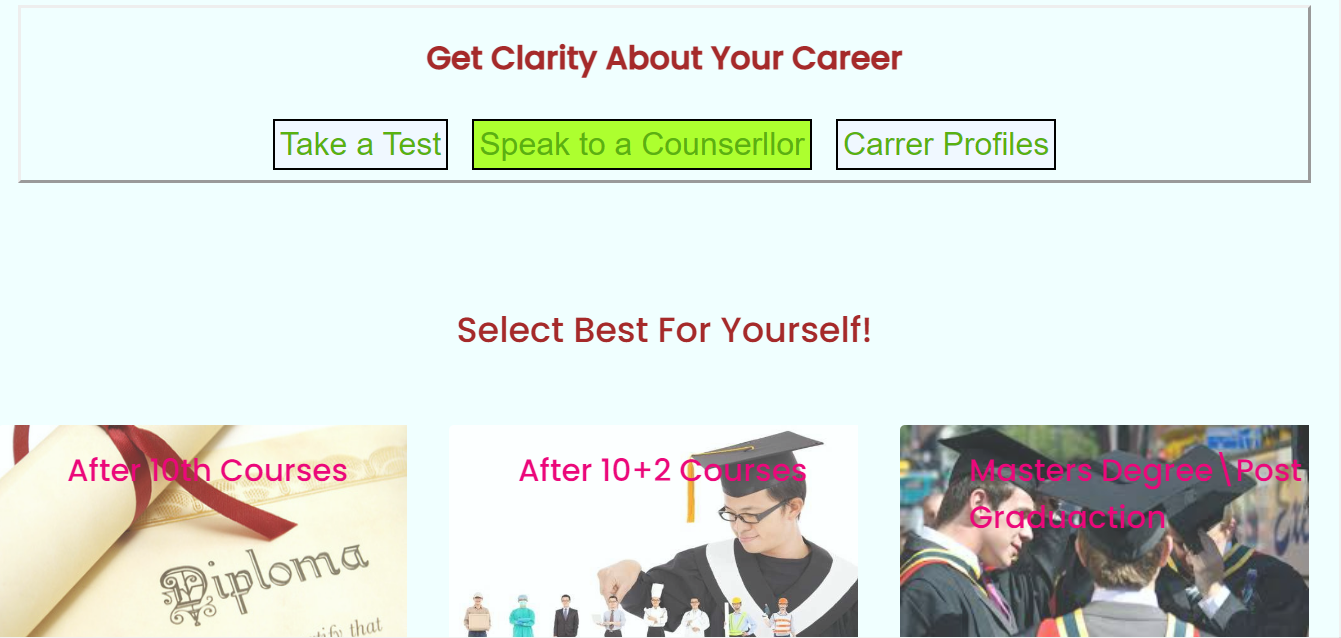 Get Clarity About Your Career
Take a Test
Speak to a Counserllor
Carrer Profiles
Select Best For Yourself!
After 10th Courses
After 10+2 Courses
Masters Degree\Post
Graduaction
Diploma
tify that